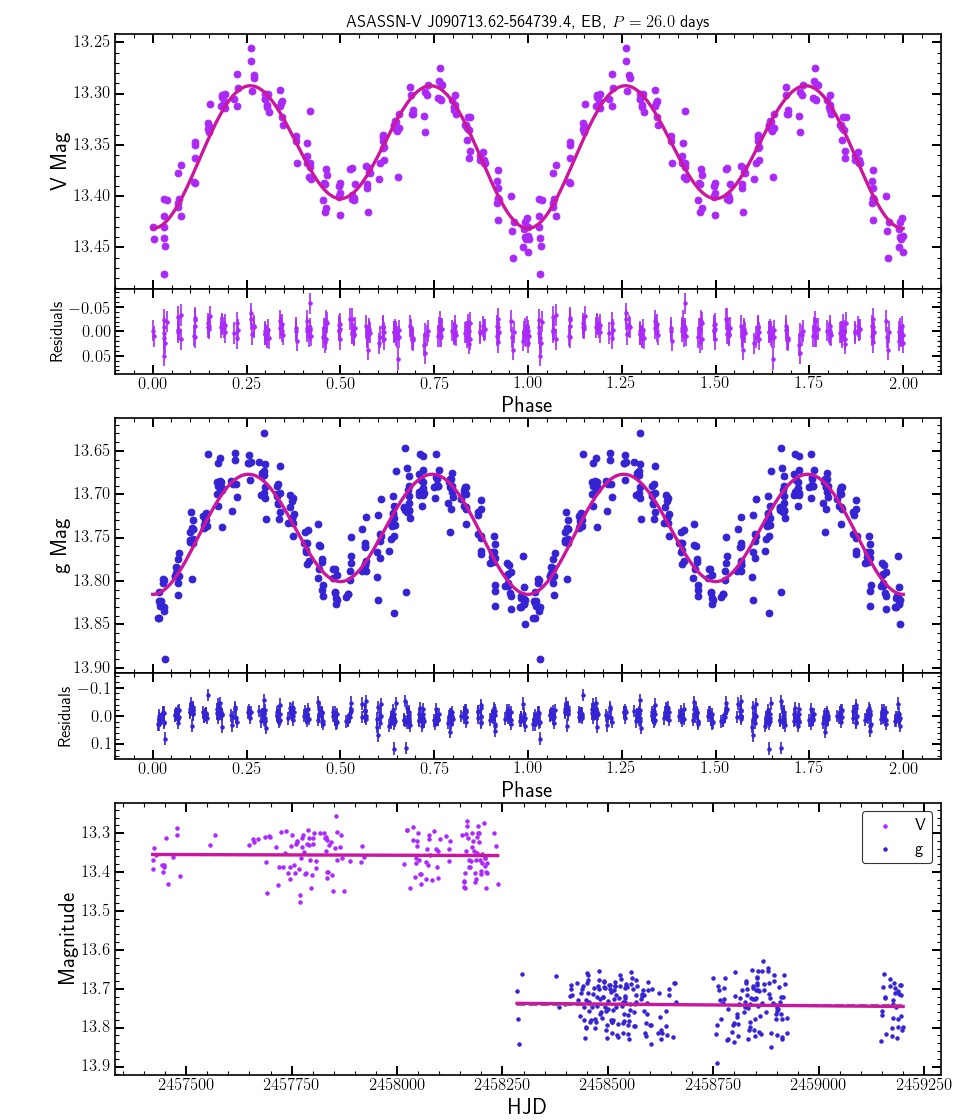 ASASSN-V J090713.62-564739.4, EB, P = 26.0 days
13.25
13.30
13.35
13.40
13.45
V Mag
−0.05
0.00
0.05
Residuals
0.00 0.25 0.50 0.75 1.00 1.25 1.50 1.75 2.00
Phase
13.65
13.70
13.75
13.80
13.85
13.90
g Mag
−0.1
0.0
0.1
Residuals
0.00 0.25 0.50 0.75 1.00 1.25 1.50 1.75 2.00
Phase
13.3
13.4
13.5
13.6
13.7
13.8
13.9
Magnitude
V
g
2457500 2457750 2458000 2458250 2458500 2458750 2459000 2459250
HJD